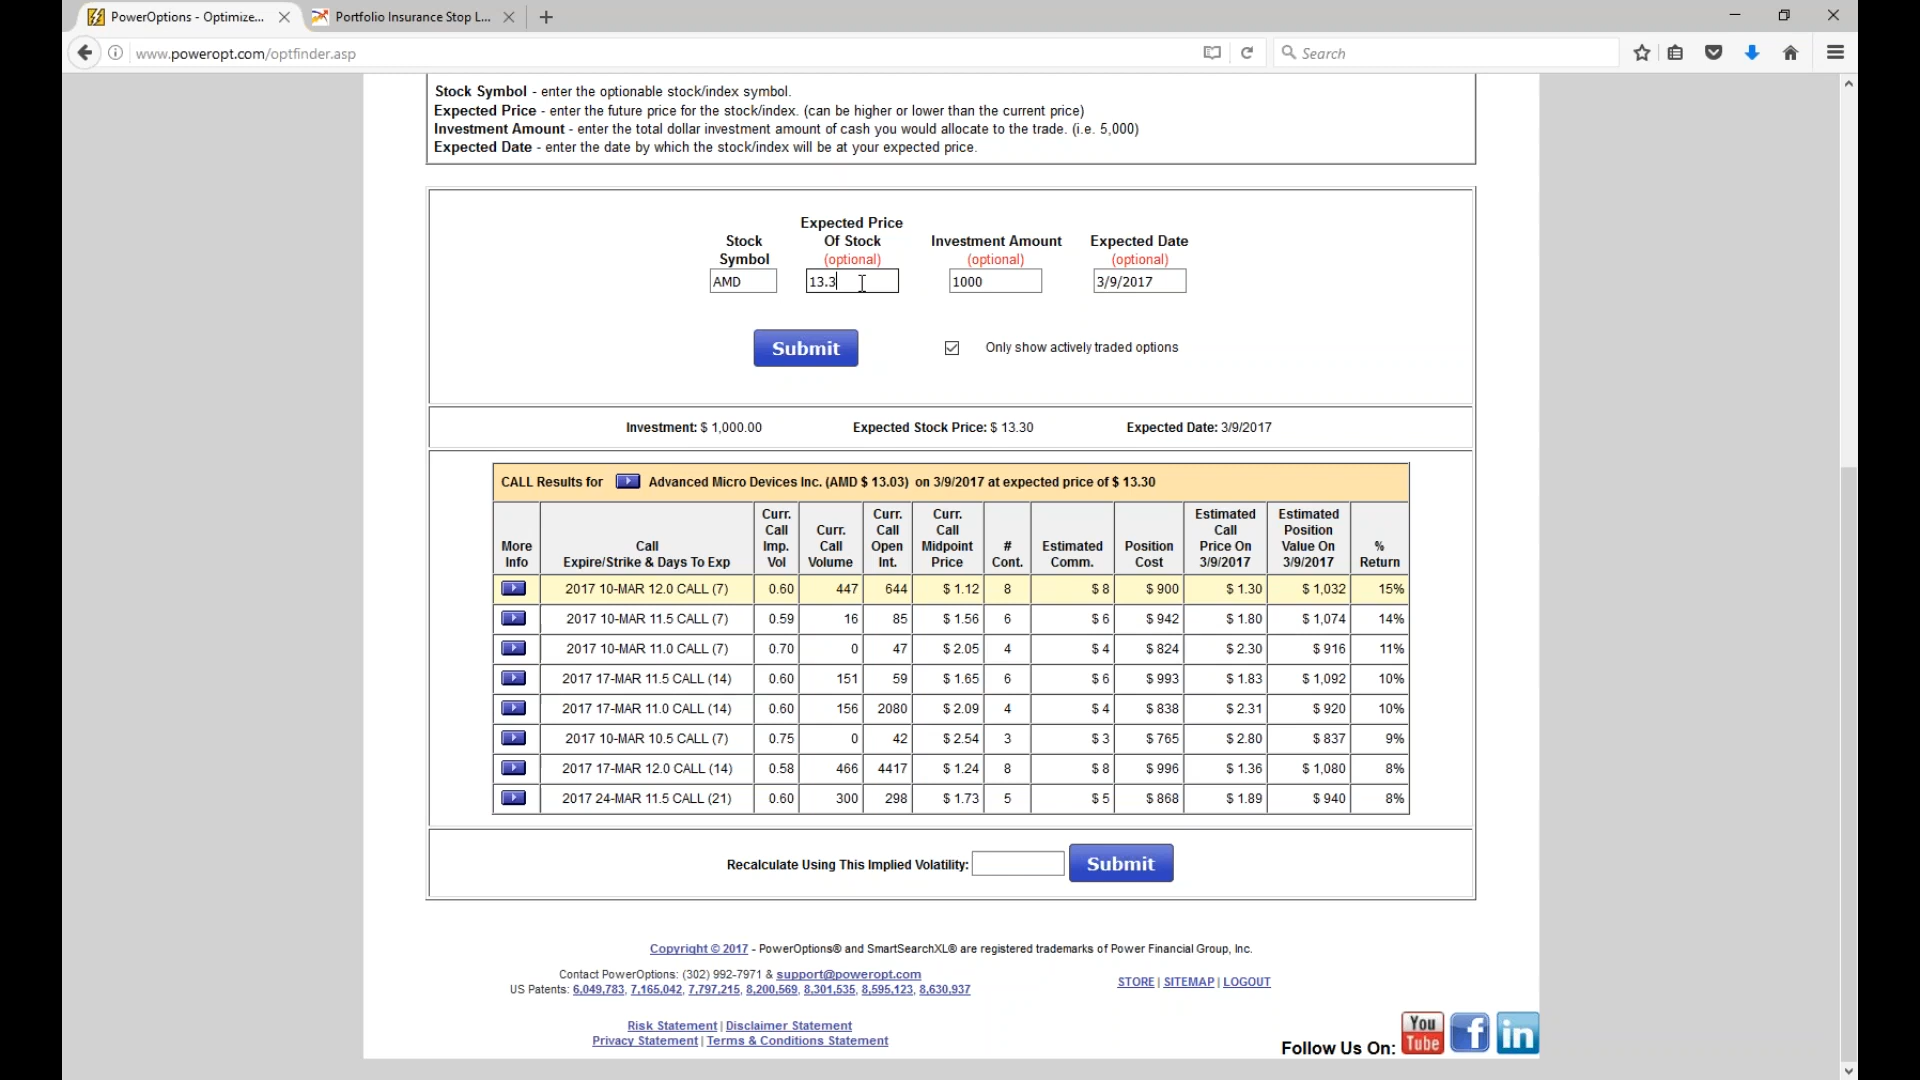 PowerOptions - Optimize...
Portfolio Insurance Stop L...
www.poweropt.com/optfinder.asp
Search
Stock Symbol - enter the optionable stock/index symbol.
Expected Price - enter the future price for the stock/index. (can be higher or lower than the current price)
Investment Amount - enter the total dollar investment amount of cash you would allocate to the trade. (i.e. 5,000)
Expected Date - enter the date by which the stock/index will be at your expected price.
Stock Symbol
Expected Price Of Stock (optional)
Investment Amount (optional)
Expected Date (optional)
AMD 13.3 1000 3/9/2017
Submit
Only show actively traded options
Investment: $ 1,000.00 Expected Stock Price: $ 13.30 Expected Date: 3/9/2017
CALL Results for Advanced Micro Devices Inc. (AMD $ 13.03) on 3/9/2017 at expected price of $ 13.30
More Info
Call Expire/Strike & Days To Exp
Curr. Call Imp. Vol
Curr. Call Volume
Curr. Call Open Int.
Curr. Call Midpoint Price
# Cont.
Estimated Comm.
Position Cost
Estimated Call Price On 3/9/2017
Estimated Position Value On 3/9/2017
% Return
2017 10-MAR 12.0 CALL (7) 0.60 447 644 $ 1.12 8 $ 8 $ 900 $ 1.30 $ 1,032 15%
2017 10-MAR 11.5 CALL (7) 0.59 16 85 $ 1.56 6 $ 6 $ 942 $ 1.80 $ 1,074 14%
2017 10-MAR 11.0 CALL (7) 0.70 0 47 $ 2.05 4 $ 4 $ 824 $ 2.30 $ 916 11%
2017 17-MAR 11.5 CALL (14) 0.60 151 59 $ 1.65 6 $ 6 $ 993 $ 1.83 $ 1,092 10%
2017 17-MAR 11.0 CALL (14) 0.60 156 2080 $ 2.09 4 $ 4 $ 838 $ 2.31 $ 920 10%
2017 10-MAR 10.5 CALL (7) 0.75 0 42 $ 2.54 3 $ 3 $ 765 $ 2.80 $ 837 9%
2017 17-MAR 12.0 CALL (14) 0.58 466 4417 $ 1.24 8 $ 8 $ 996 $ 1.36 $ 1,080 8%
2017 24-MAR 11.5 CALL (21) 0.60 300 298 $ 1.73 5 $ 5 $ 868 $ 1.89 $ 940 8%
Recalculate Using This Implied Volatility: Submit
Copyright © 2017 - PowerOptions® and SmartSearchXL® are registered trademarks of Power Financial Group, Inc.
Contact PowerOptions: (302) 992-7971 & support@poweropt.com
US Patents: 6,049,783, 7,165,042, 7,797,215, 8,200,569, 8,301,535, 8,595,123, 8,630,937
STORE | SITEMAP | LOGOUT
Risk Statement | Disclaimer Statement
Privacy Statement | Terms & Conditions Statement
Follow Us On: You Tube f in